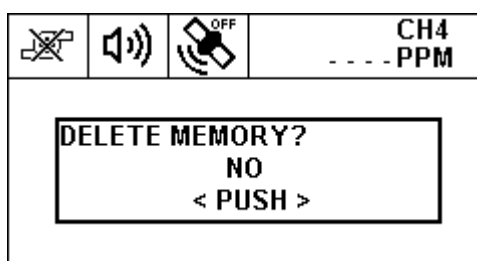 OFF
CH4
- - - - PPM
DELETE MEMORY?
NO
< PUSH >